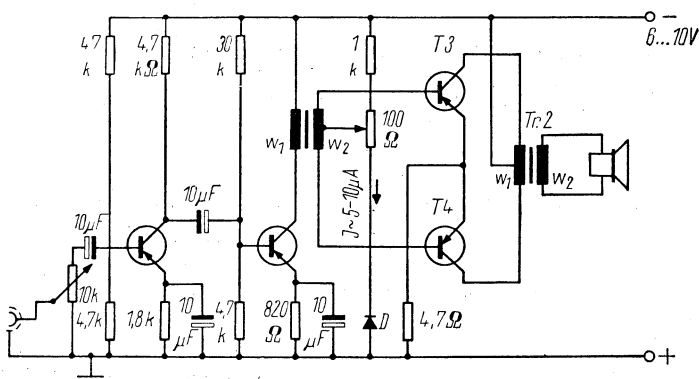 47 k
4,7 kΩ
30 k
1 k
T3
−
6...10V
w₁
w₂
100 Ω
Tr.2
10μF
10μF
J~5-10μA
w₁
w₂
T4
10k
4,7k
1,8k
10 μF
4,7 k
820 Ω
10 μF
D
4,7Ω
+